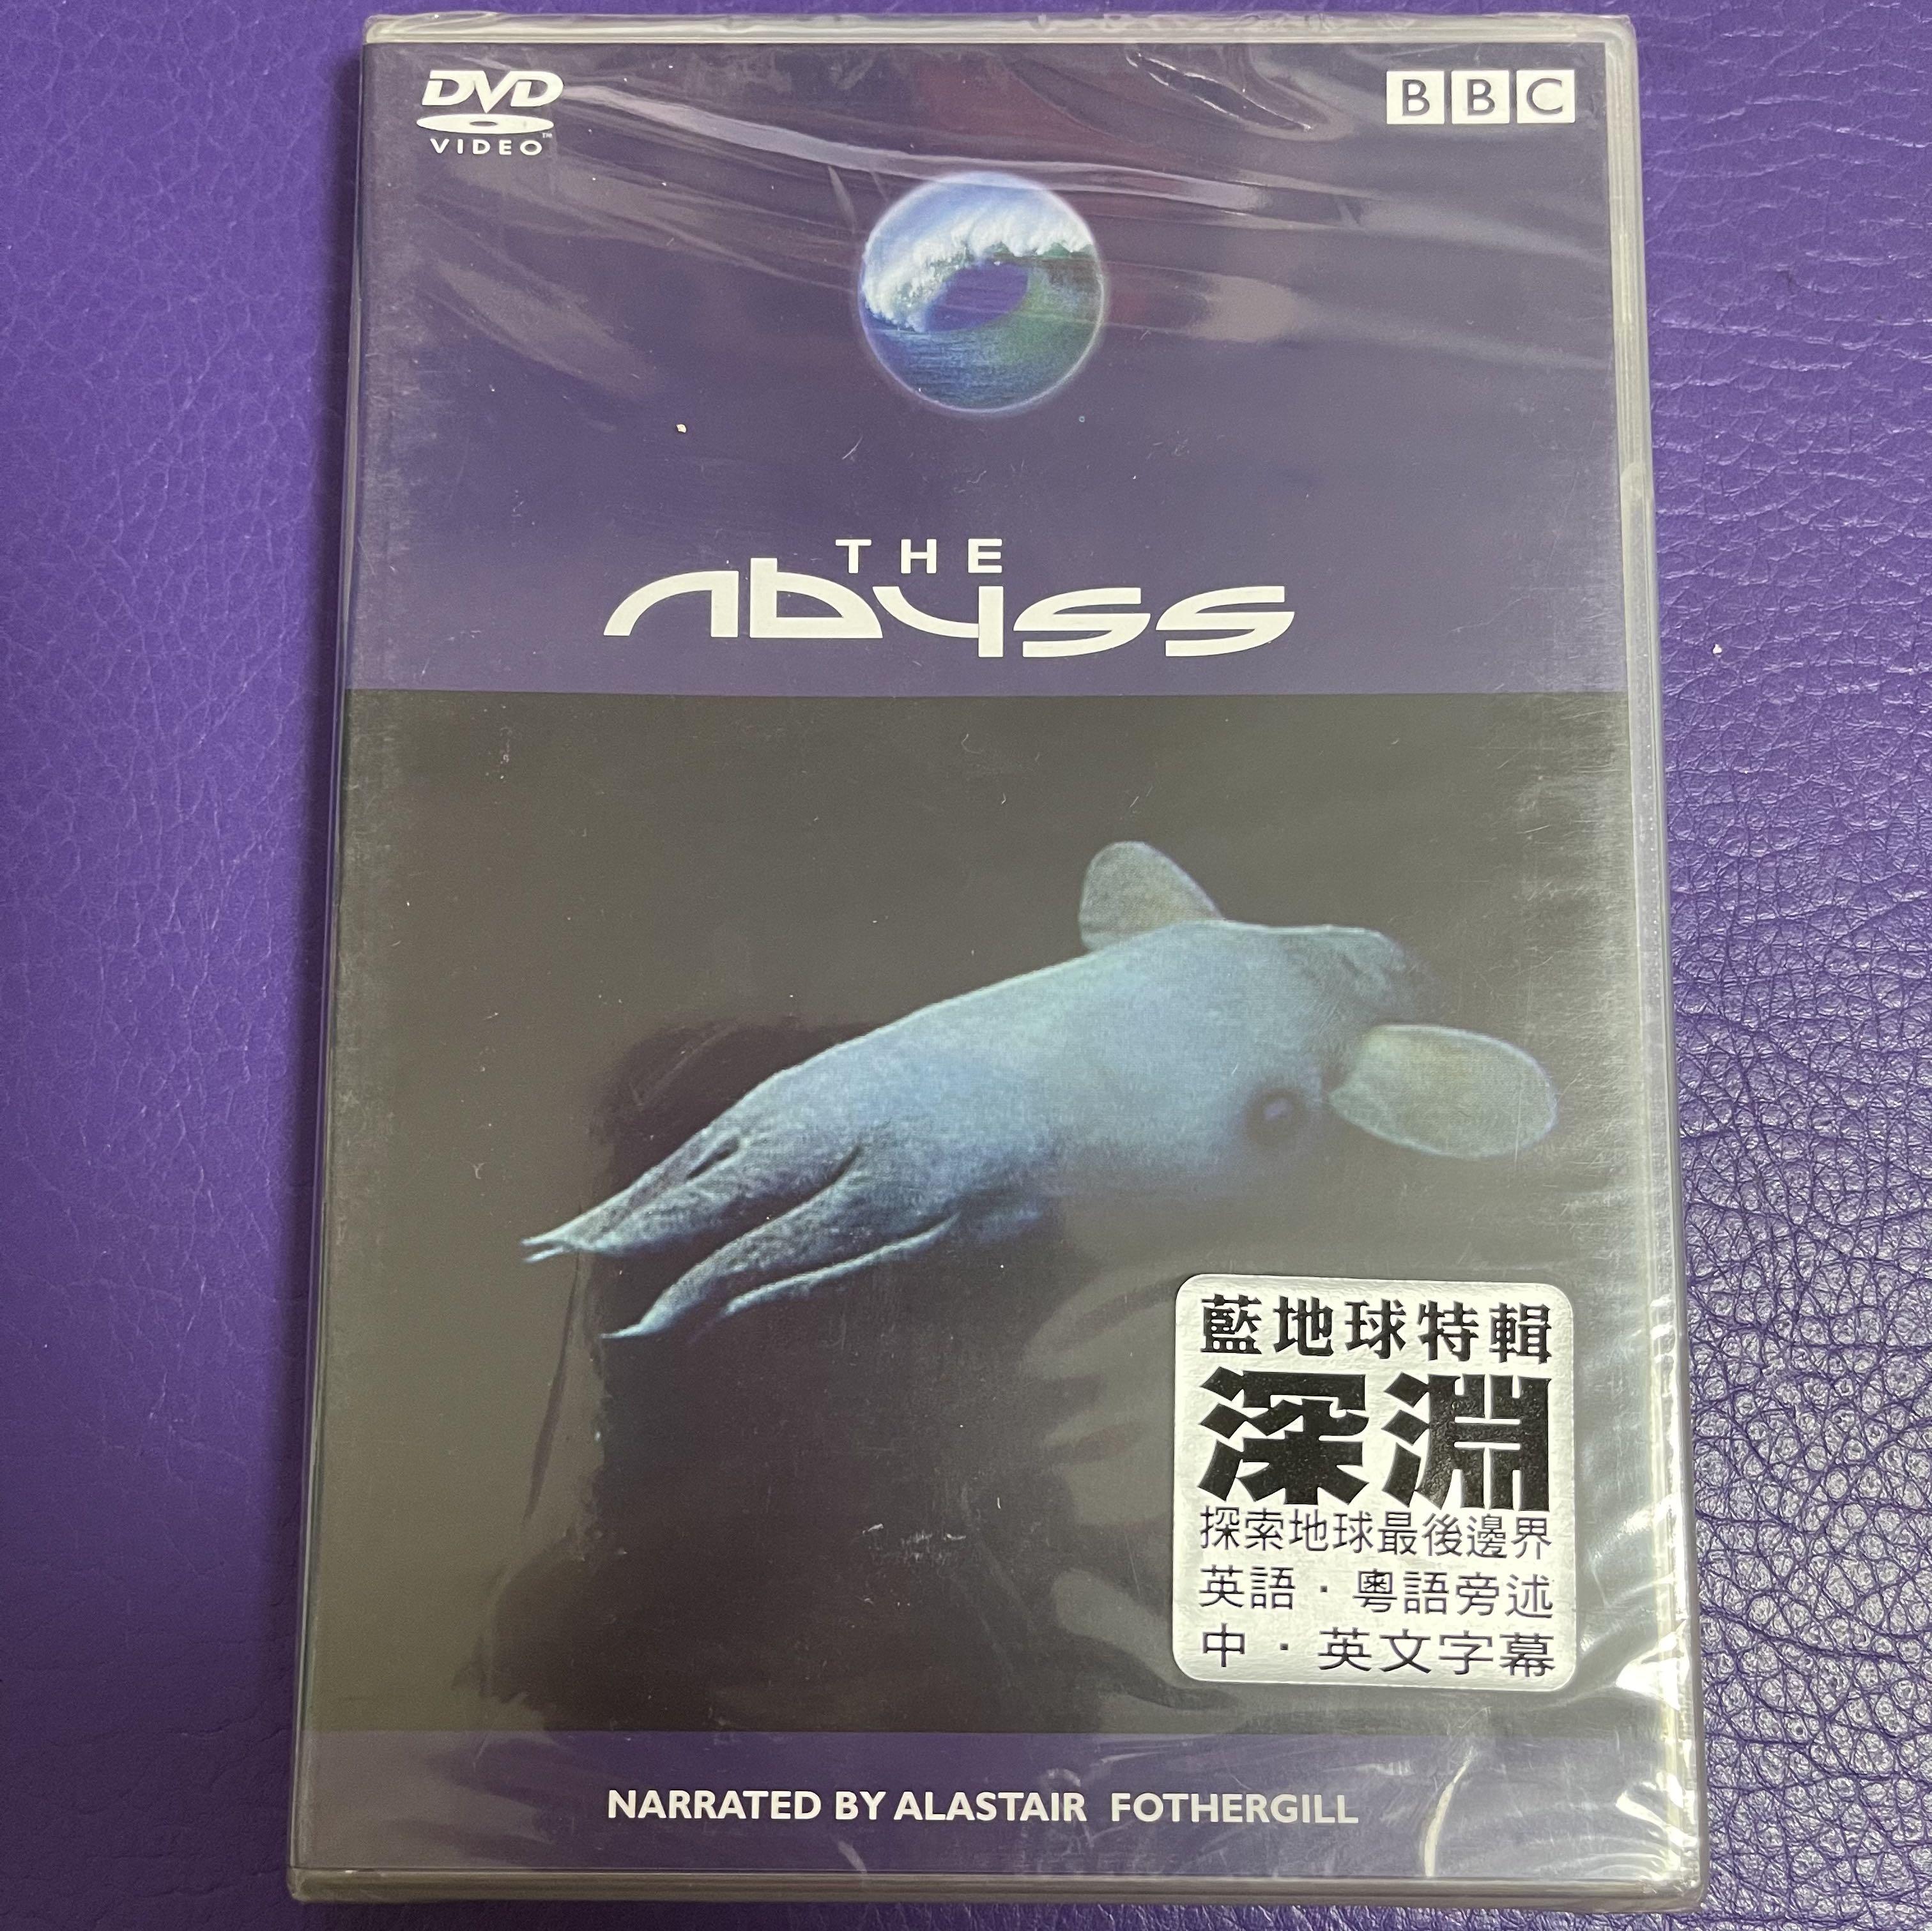 DVD
VIDEO
BBC
THE
abyss
藍地球特輯
深淵
探索地球最後邊界
英語·粵語旁述
中·英文字幕
NARRATED BY ALASTAIR FOTHERGILL